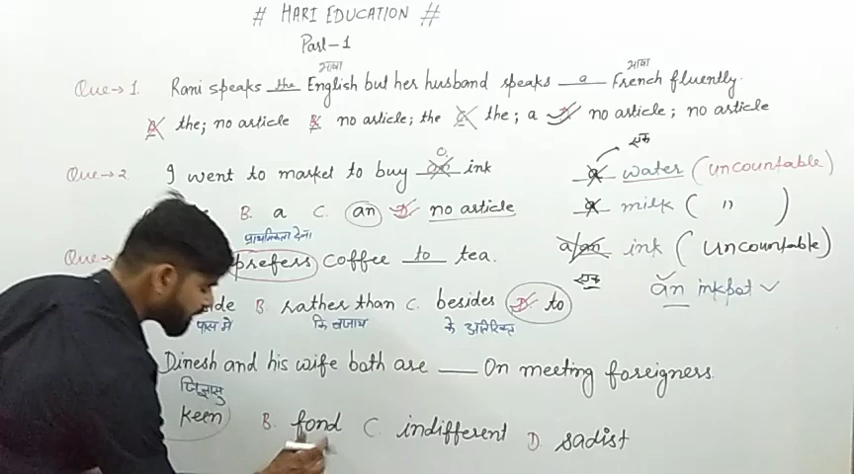 # HARI EDUCATION #
Part-1
भाषा भाषा
Que→1. Rani speaks the English but her husband speaks a French fluently.
A the; no article B no article; the C the; a D no article; no article
Que→2 I went to market to buy an ink
B. a C. an D no article
प्राथमिकता देना
Que→ prefers coffee to tea.
B. rather than C. besides D to
पास में कि बजाय के अतिरिक्त
Dinesh and his wife both are ___ On meeting foreigness
जिज्ञासु
keen B. fond C. indifferent D sadist
एक
a water (uncountable)
a milk ( " )
a/an ink (Uncountable)
एक
an inkpot ✓